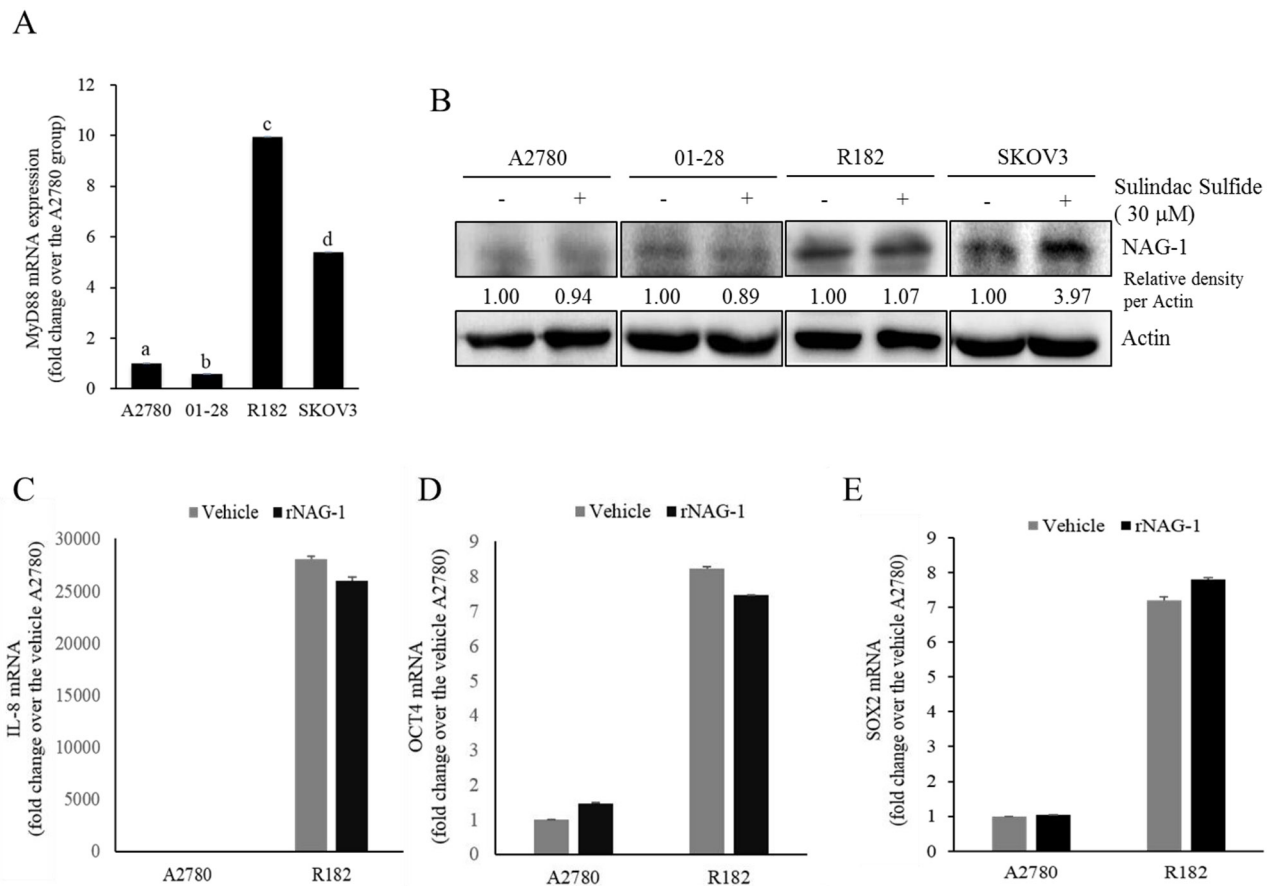 A
MyD88 mRNA expression
(fold change over the A2780 group)
12
10
8
6
4
2
0
a
b
c
d
A2780 01-28 R182 SKOV3
B
A2780 01-28 R182 SKOV3
- + - + - + - +
Sulindac Sulfide
( 30 µM)
NAG-1
1.00 0.94 1.00 0.89 1.00 1.07 1.00 3.97
Relative density
per Actin
Actin
C
Vehicle rNAG-1
IL-8 mRNA
(fold change over the vehicle A2780)
30000
25000
20000
15000
10000
5000
0
A2780 R182
D
Vehicle rNAG-1
OCT4 mRNA
(fold change over the vehicle A2780)
9
8
7
6
5
4
3
2
1
0
A2780 R182
E
Vehicle rNAG-1
SOX2 mRNA
(fold change over the vehicle A2780)
9
8
7
6
5
4
3
2
1
0
A2780 R182